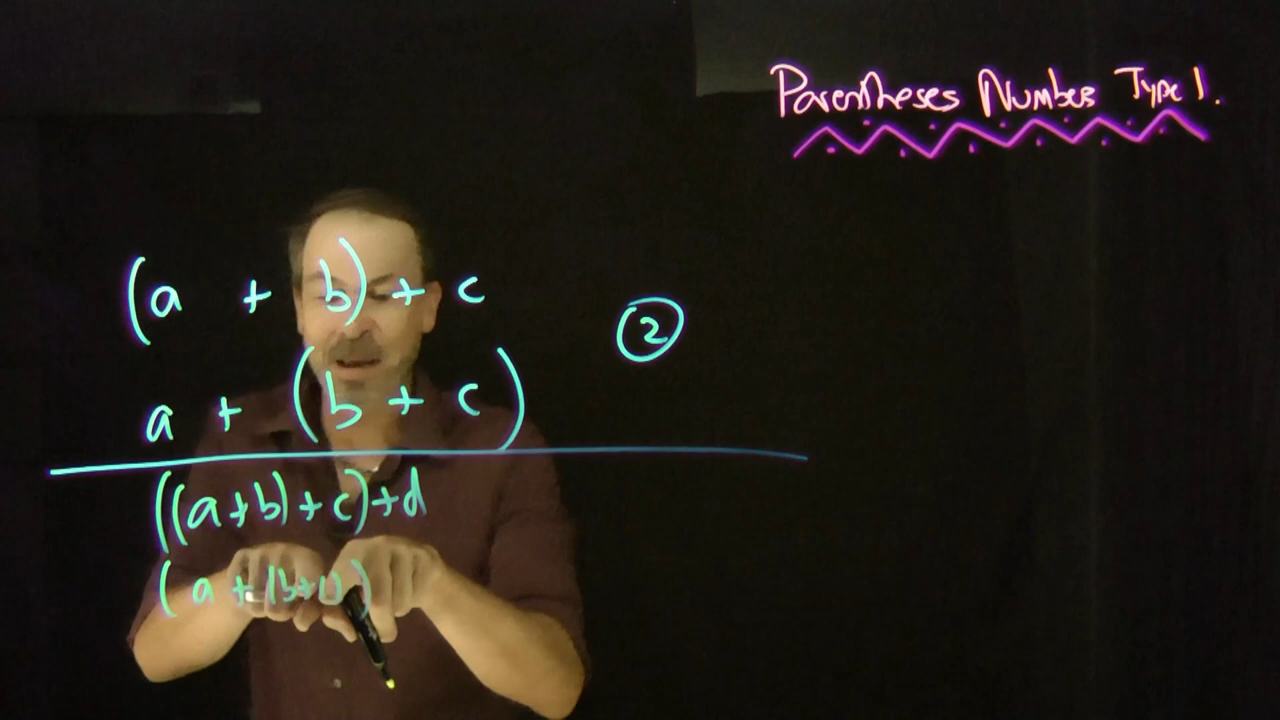 Parentheses Number Type 1.
(a + b) + c
②
a + (b + c)
((a+b)+c)+d
(a + (b+c))